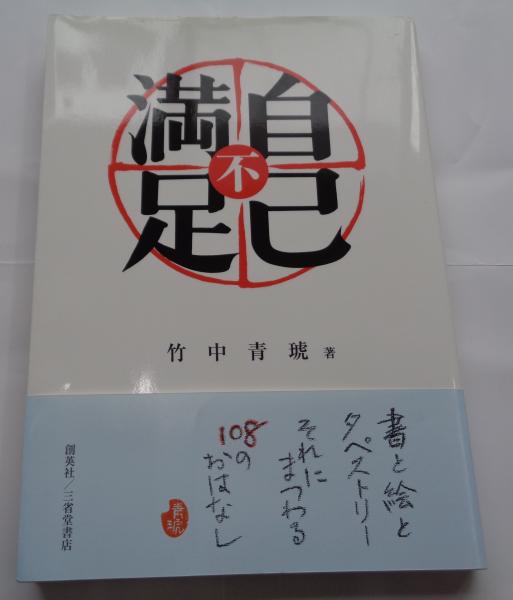 自己
不
満足
竹中青琥 著
書と絵と
タペストリー
それに
まつわる
108の
おはなし
青琥
創英社/三省堂書店